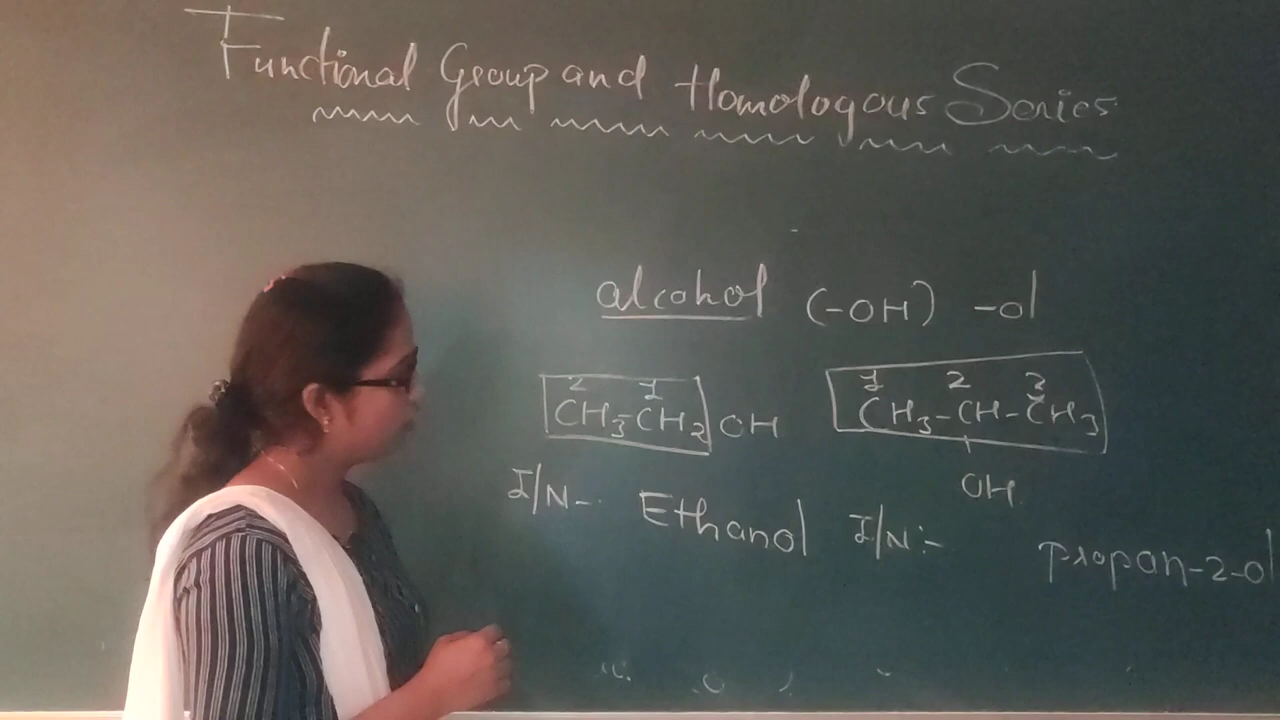 Functional Group and Homologous Series
alcohol (-OH) -ol
2 1
CH3-CH2 OH
1 2 3
CH3-CH-CH3
OH
I/N-. Ethanol
I/N:- propan-2-ol